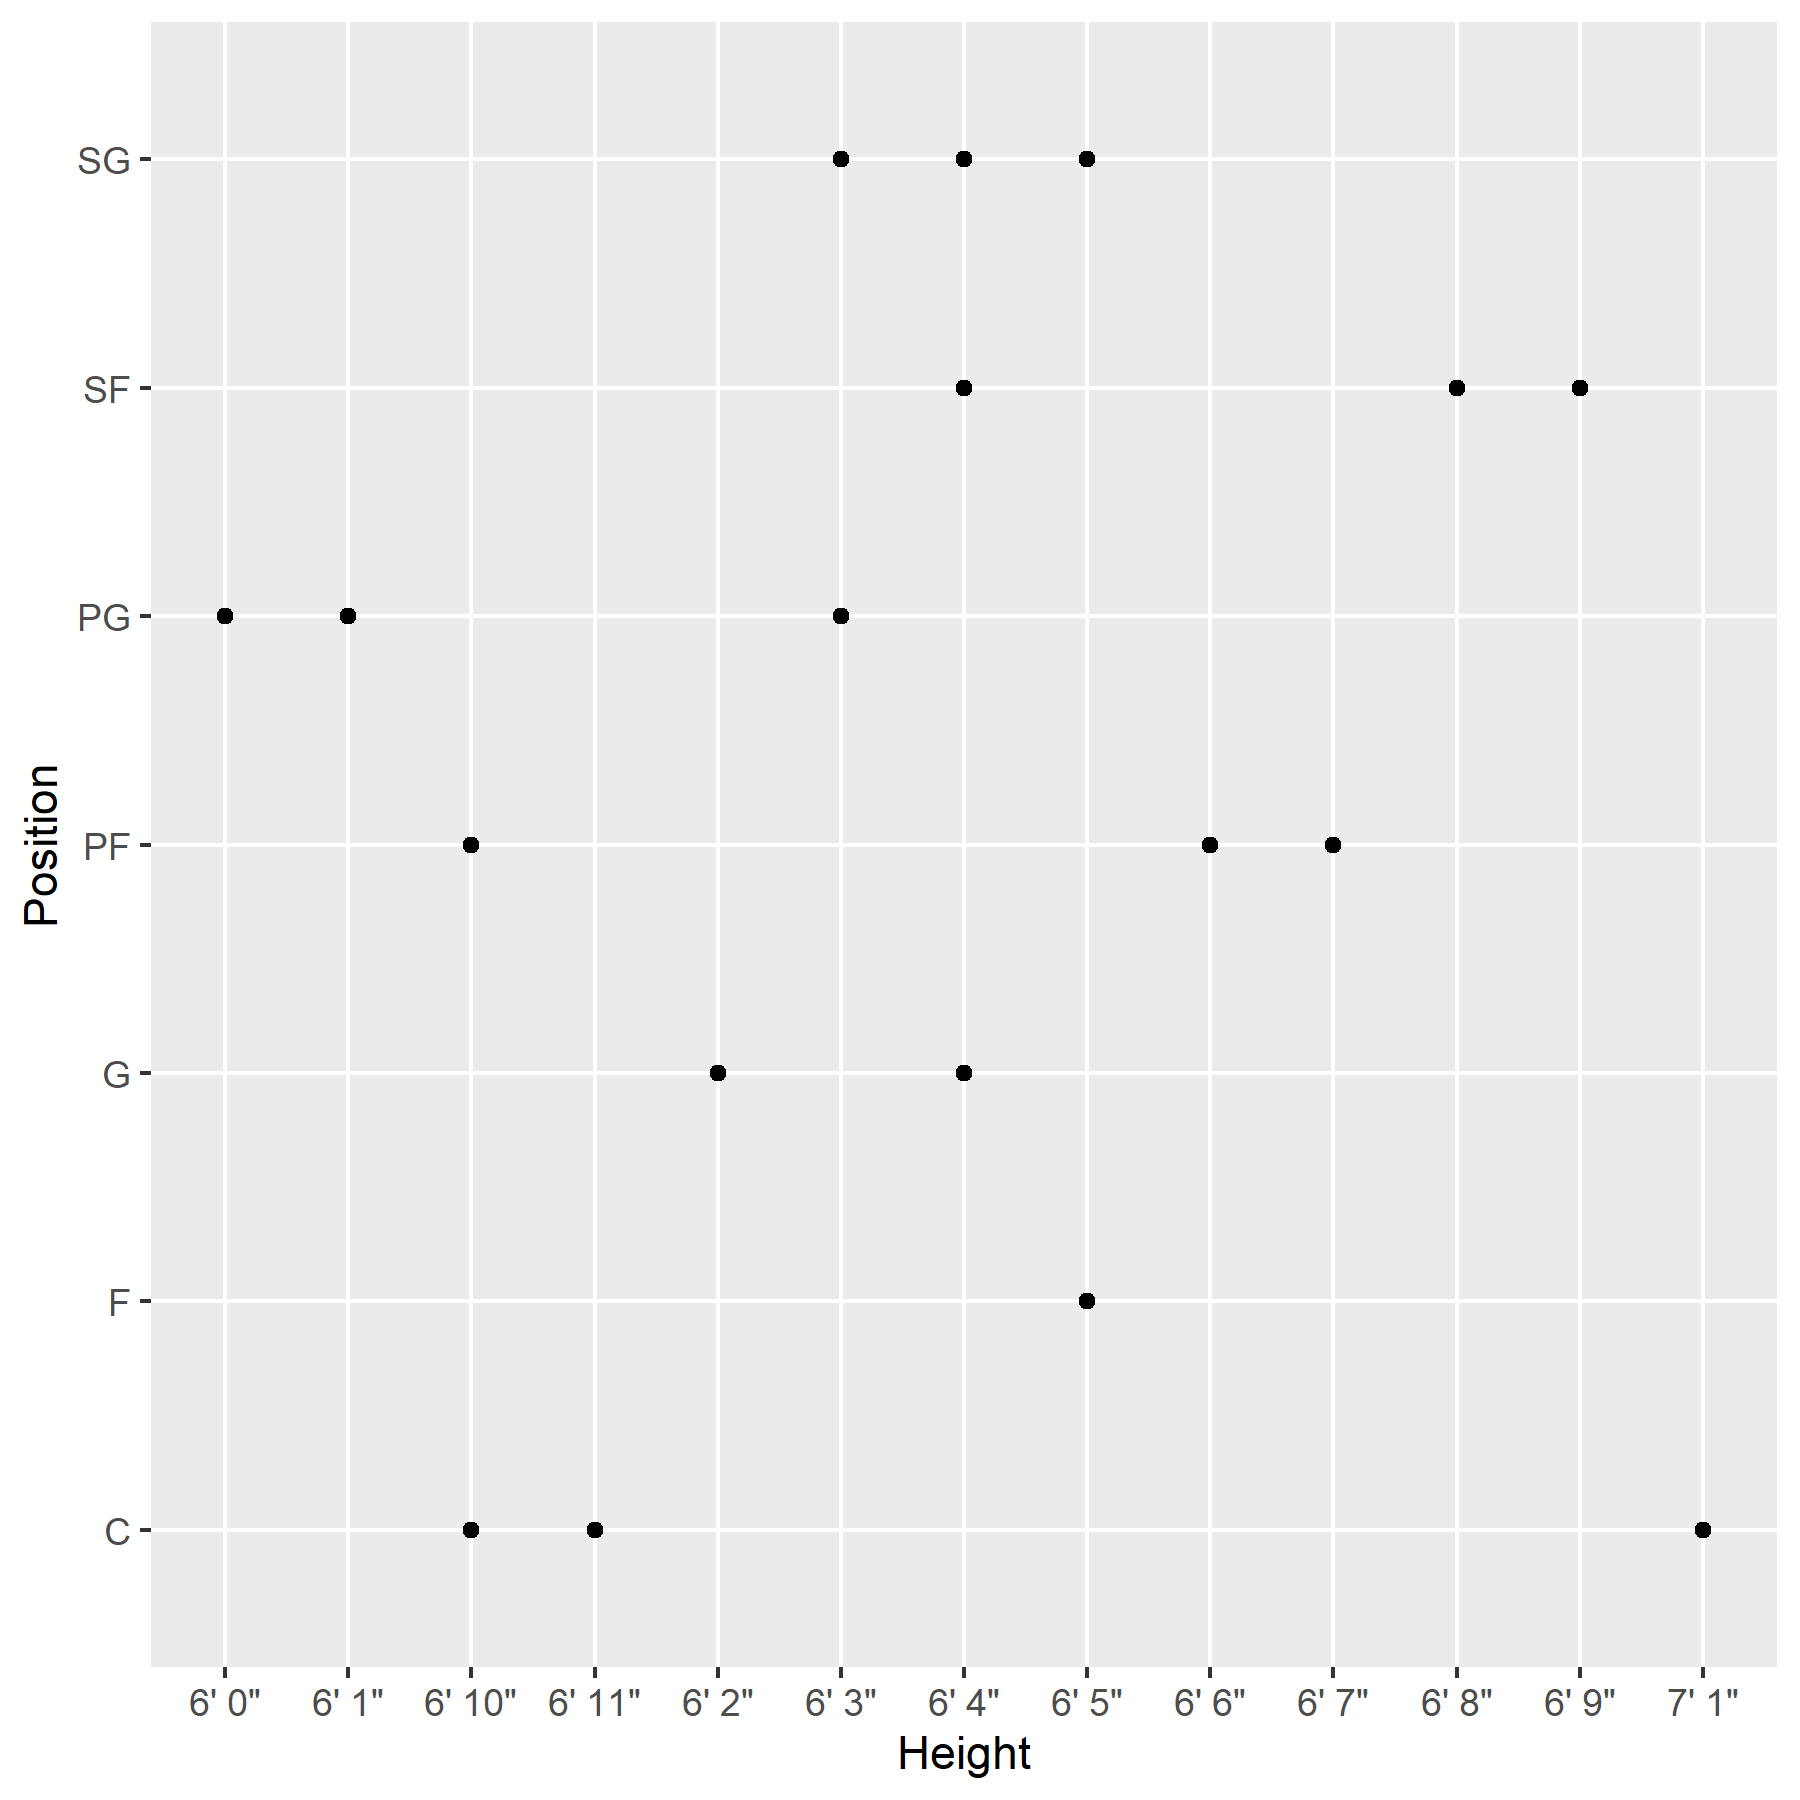 SG
SF
PG
PF
G
F
C
Position
6' 0" 6' 1" 6' 10" 6' 11" 6' 2" 6' 3" 6' 4" 6' 5" 6' 6" 6' 7" 6' 8" 6' 9" 7' 1"
Height